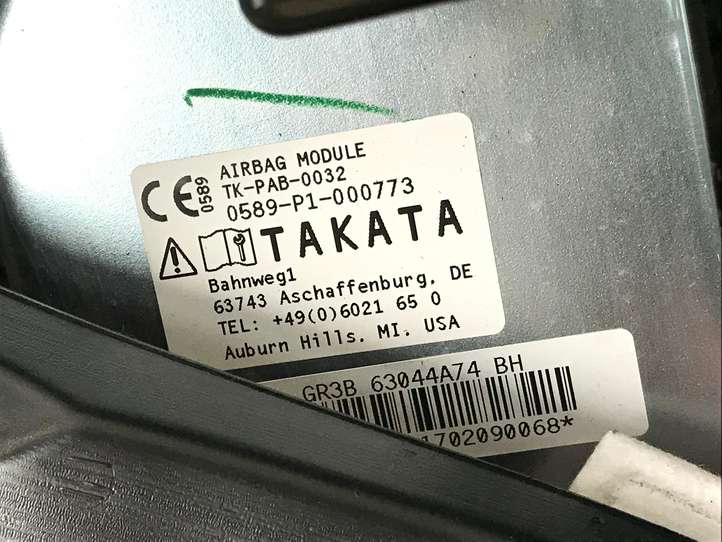 CE 0589
AIRBAG MODULE
TK-PAB-0032
0589-P1-000773
TAKATA
Bahnweg1
63743 Aschaffenburg, DE
TEL: +49(0)6021 65 0
Auburn Hills, MI, USA
GR3B 63044A74 BH
1702090068*